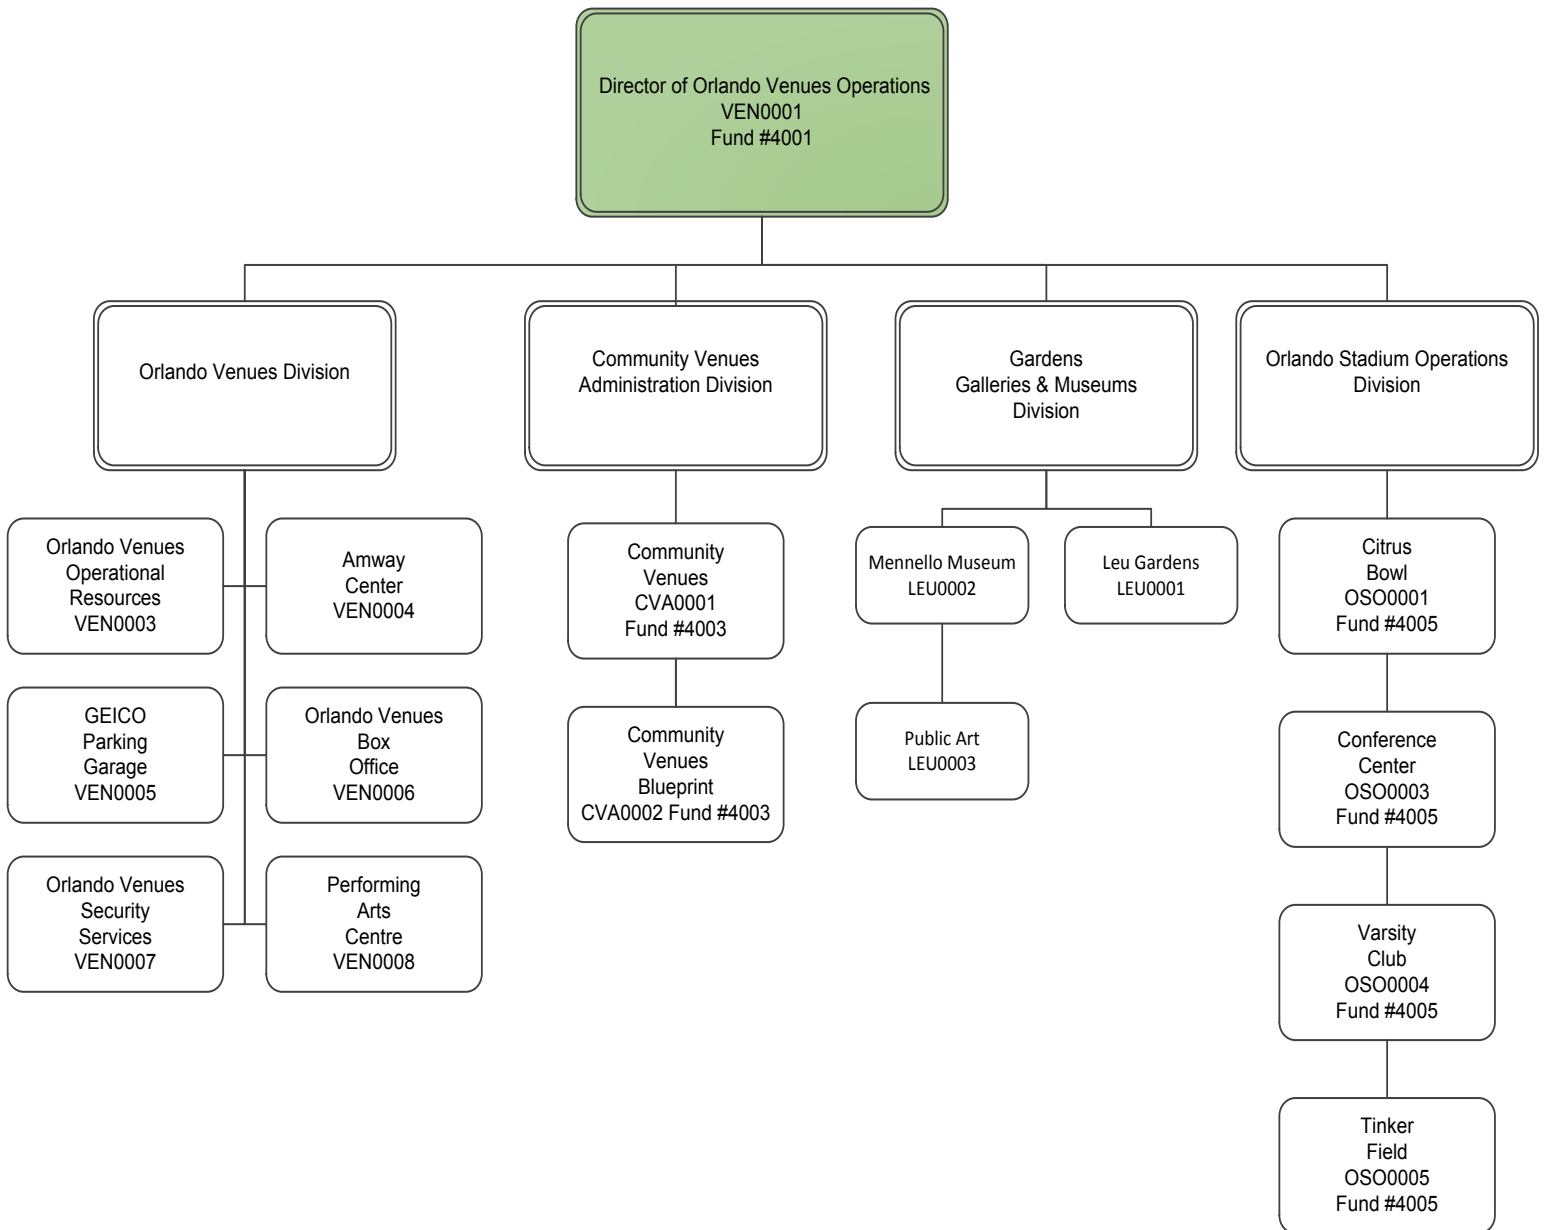 Director of Orlando Venues Operations
VEN0001
Fund #4001
Orlando Venues Division
Community Venues
Administration Division
Gardens
Galleries & Museums
Division
Orlando Stadium Operations
Division
Orlando Venues
Operational
Resources
VEN0003
Amway
Center
VEN0004
GEICO
Parking
Garage
VEN0005
Orlando Venues
Box
Office
VEN0006
Orlando Venues
Security
Services
VEN0007
Performing
Arts
Centre
VEN0008
Community
Venues
CVA0001
Fund #4003
Community
Venues
Blueprint
CVA0002 Fund #4003
Mennello Museum
LEU0002
Leu Gardens
LEU0001
Public Art
LEU0003
Citrus
Bowl
OSO0001
Fund #4005
Conference
Center
OSO0003
Fund #4005
Varsity
Club
OSO0004
Fund #4005
Tinker
Field
OSO0005
Fund #4005